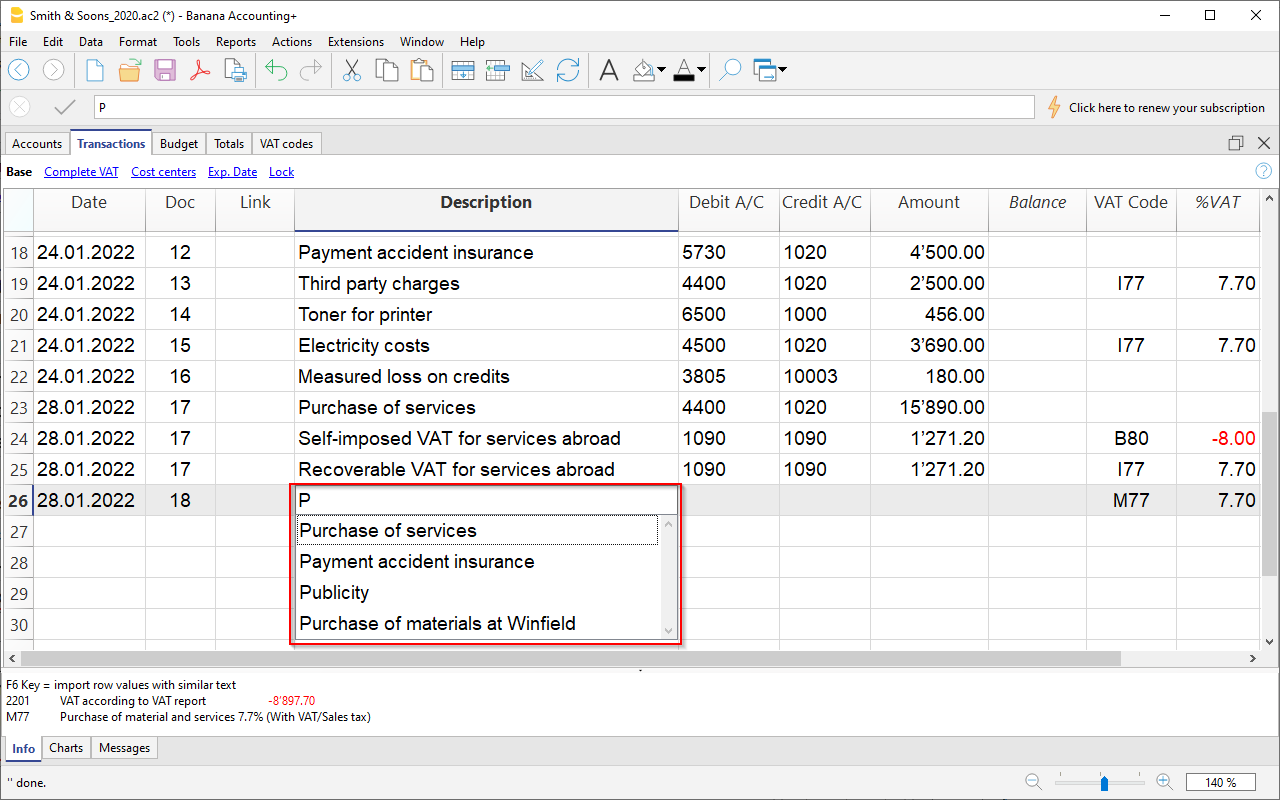 Smith & Soons_2020.ac2 (*) - Banana Accounting+
File Edit Data Format Tools Reports Actions Extensions Window Help
P
Click here to renew your subscription
Accounts Transactions Budget Totals VAT codes
Base Complete VAT Cost centers Exp. Date Lock
Date Doc Link Description Debit A/C Credit A/C Amount Balance VAT Code %VAT
18 24.01.2022 12 Payment accident insurance 5730 1020 4’500.00
19 24.01.2022 13 Third party charges 4400 1020 2’500.00 I77 7.70
20 24.01.2022 14 Toner for printer 6500 1000 456.00
21 24.01.2022 15 Electricity costs 4500 1020 3’690.00 I77 7.70
22 24.01.2022 16 Measured loss on credits 3805 10003 180.00
23 28.01.2022 17 Purchase of services 4400 1020 15’890.00
24 28.01.2022 17 Self-imposed VAT for services abroad 1090 1090 1’271.20 B80 -8.00
25 28.01.2022 17 Recoverable VAT for services abroad 1090 1090 1’271.20 I77 7.70
26 28.01.2022 18 P M77 7.70
27 Purchase of services
28 Payment accident insurance
29 Publicity
30 Purchase of materials at Winfield
F6 Key = import row values with similar text
2201 VAT according to VAT report -8'897.70
M77 Purchase of material and services 7.7% (With VAT/Sales tax)
Info Charts Messages
'' done.
140 %